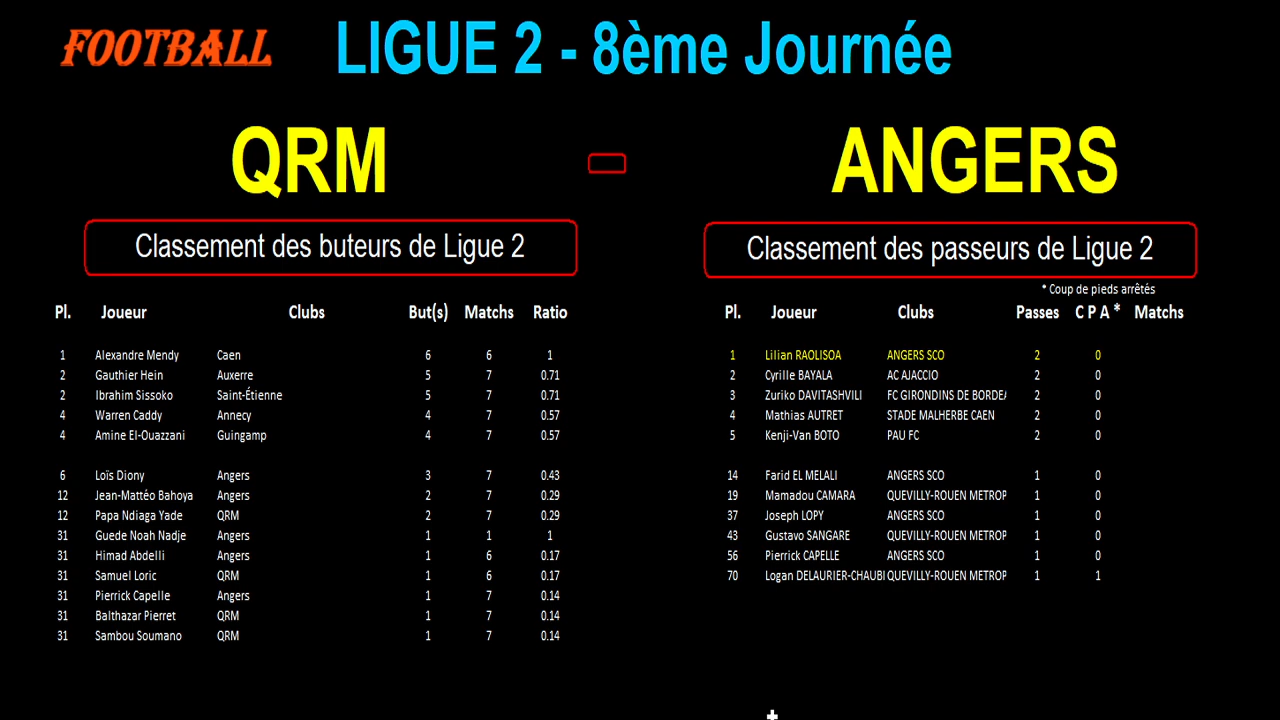 FOOTBALL
LIGUE 2 - 8ème Journée
QRM
ANGERS
Classement des buteurs de Ligue 2
Pl. Joueur Clubs But(s) Matchs Ratio
1 Alexandre Mendy Caen 6 6 1
2 Gauthier Hein Auxerre 5 7 0.71
2 Ibrahim Sissoko Saint-Étienne 5 7 0.71
4 Warren Caddy Annecy 4 7 0.57
4 Amine El-Ouazzani Guingamp 4 7 0.57
6 Loïs Diony Angers 3 7 0.43
12 Jean-Mattéo Bahoya Angers 2 7 0.29
12 Papa Ndiaga Yade QRM 2 7 0.29
31 Guede Noah Nadje Angers 1 1 1
31 Himad Abdelli Angers 1 6 0.17
31 Samuel Loric QRM 1 6 0.17
31 Pierrick Capelle Angers 1 7 0.14
31 Balthazar Pierret QRM 1 7 0.14
31 Sambou Soumano QRM 1 7 0.14
Classement des passeurs de Ligue 2
* Coup de pieds arrêtés
Pl. Joueur Clubs Passes C P A * Matchs
1 Lilian RAOLISOA ANGERS SCO 2 0
2 Cyrille BAYALA AC AJACCIO 2 0
3 Zuriko DAVITASHVILI FC GIRONDINS DE BORDEA 2 0
4 Mathias AUTRET STADE MALHERBE CAEN 2 0
5 Kenji-Van BOTO PAU FC 2 0
14 Farid EL MELALI ANGERS SCO 1 0
19 Mamadou CAMARA QUEVILLY-ROUEN METROP 1 0
37 Joseph LOPY ANGERS SCO 1 0
43 Gustavo SANGARE QUEVILLY-ROUEN METROP 1 0
56 Pierrick CAPELLE ANGERS SCO 1 0
70 Logan DELAURIER-CHAUBI QUEVILLY-ROUEN METROP 1 1